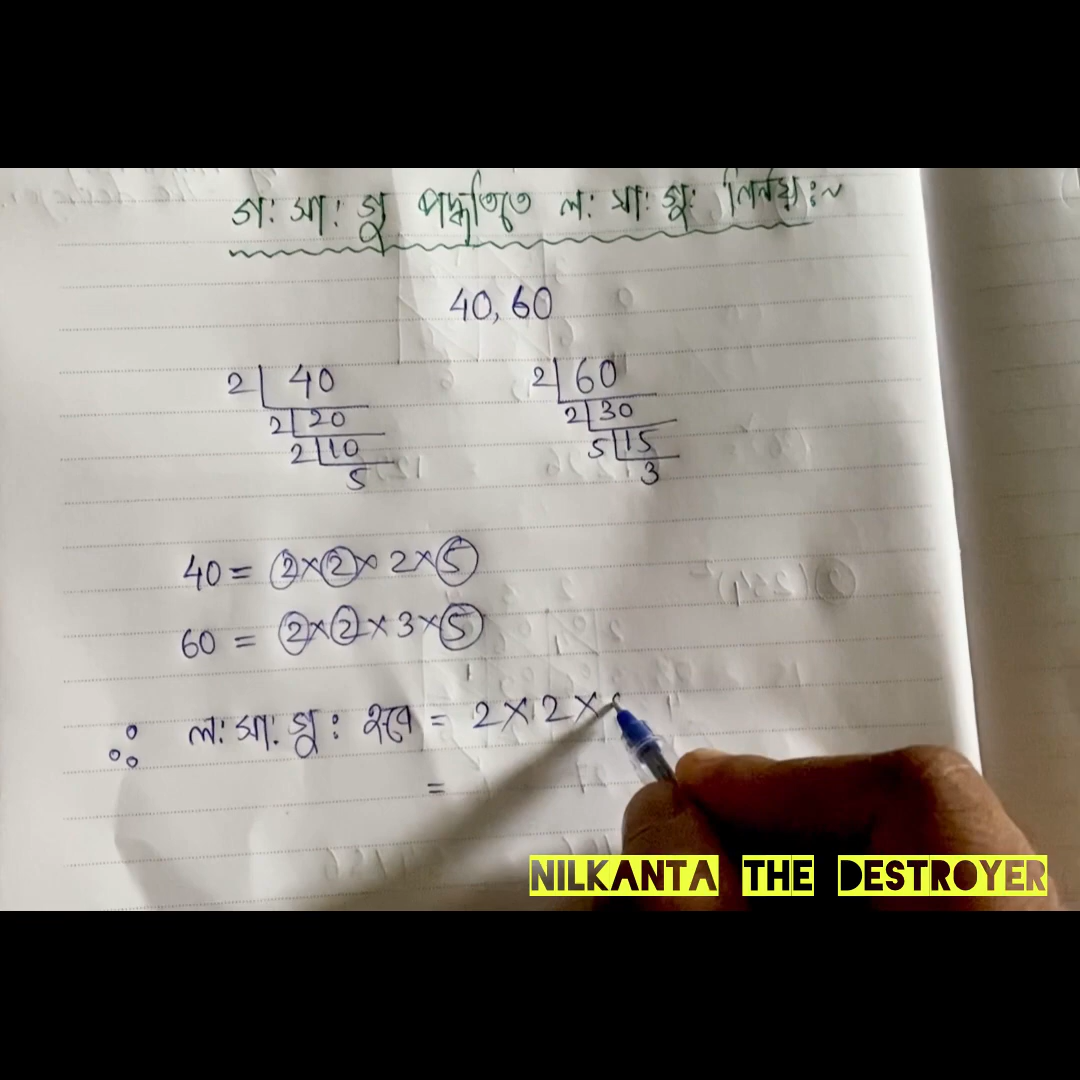 গ: সা: গু পদ্ধতিতে ল: সা: গু: নির্ণয় :~
40, 60
2 40
2 20
2 10
5
2 60
2 30
5 15
3
40 = 2×2×2×5
60 = 2×2×3×5
∴ ল: সা: গু: হবে = 2×2×
=
NILKANTA THE DESTROYER